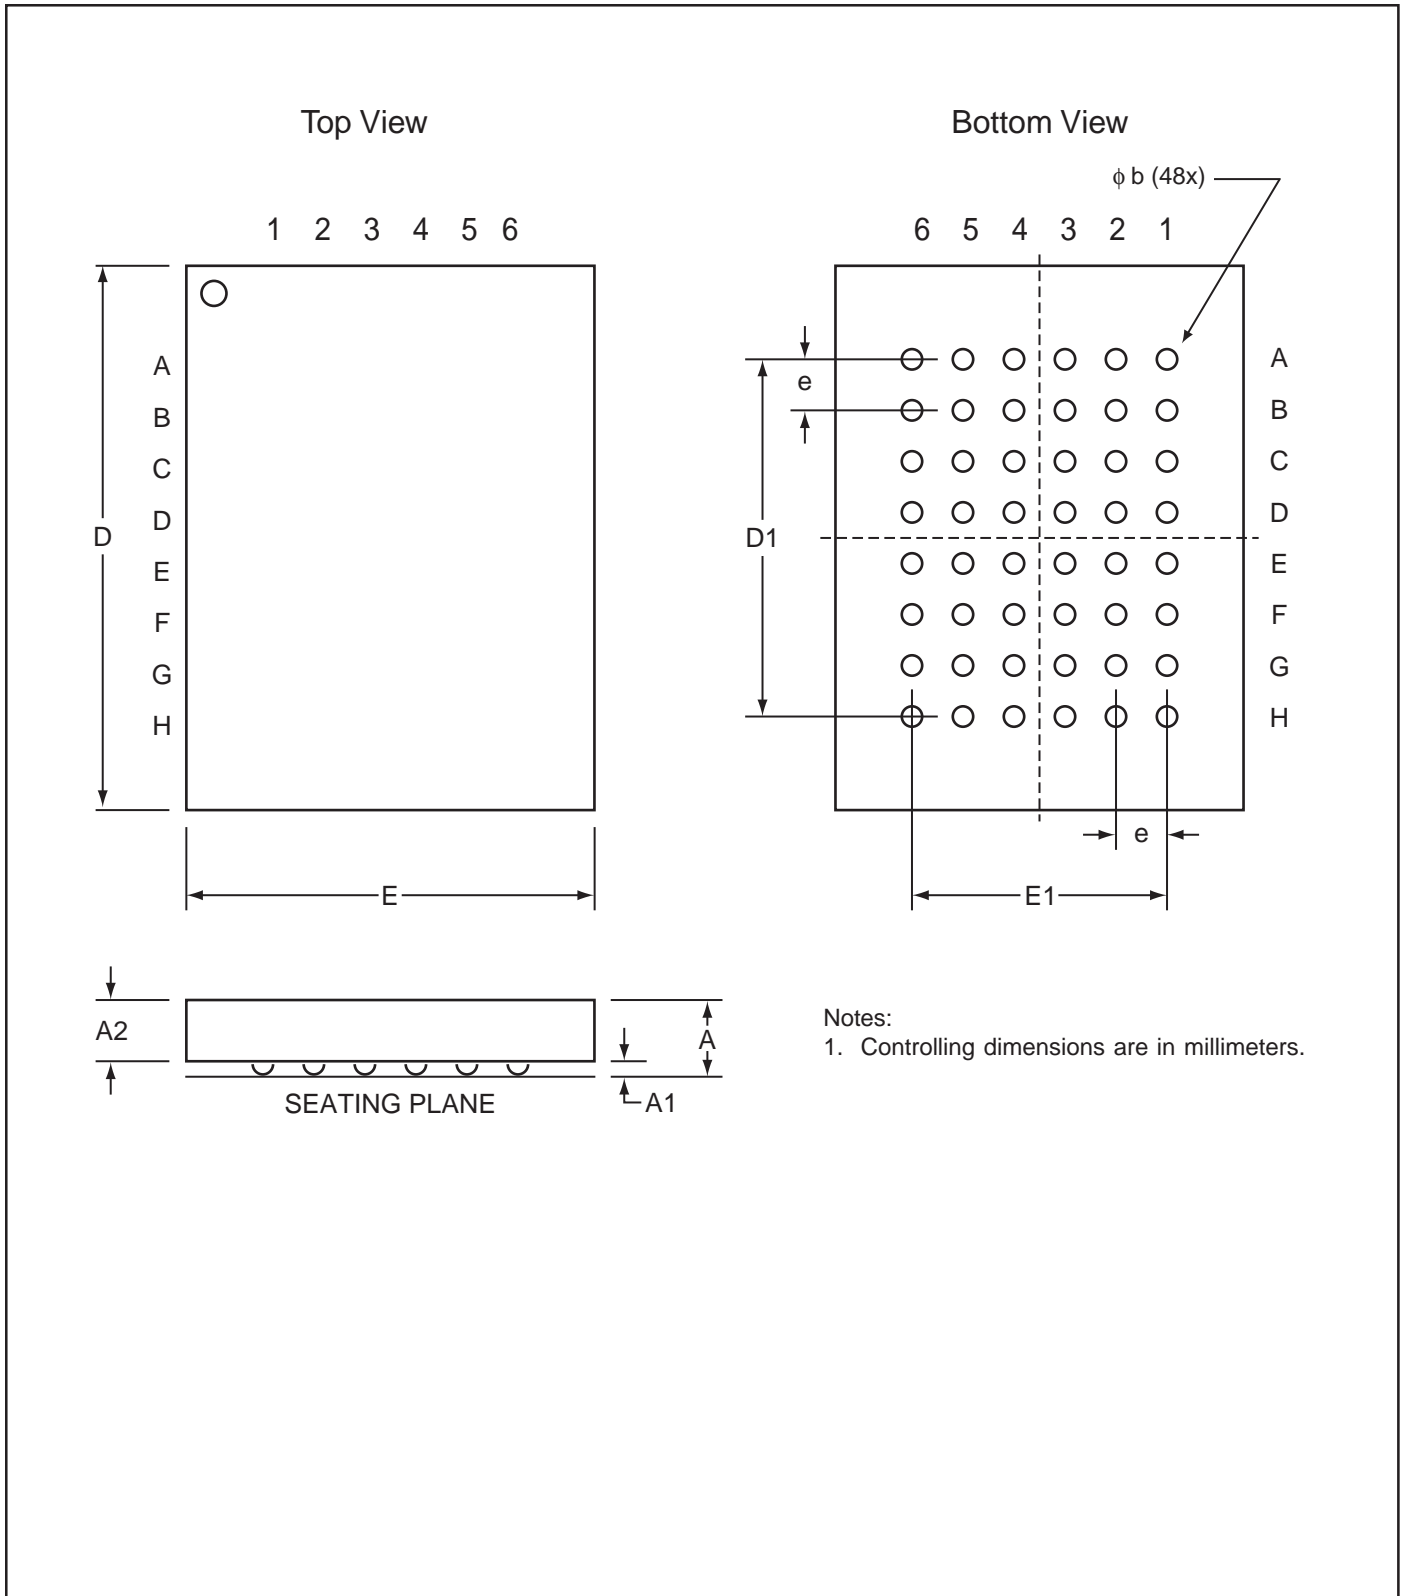 Top View
Bottom View
ϕ b (48x)
1 2 3 4 5 6
6 5 4 3 2 1
A
B
C
D
E
F
G
H
D
E
e
D1
A
B
C
D
E
F
G
H
e
E1
A2
A
A1
SEATING PLANE
Notes:
1. Controlling dimensions are in millimeters.